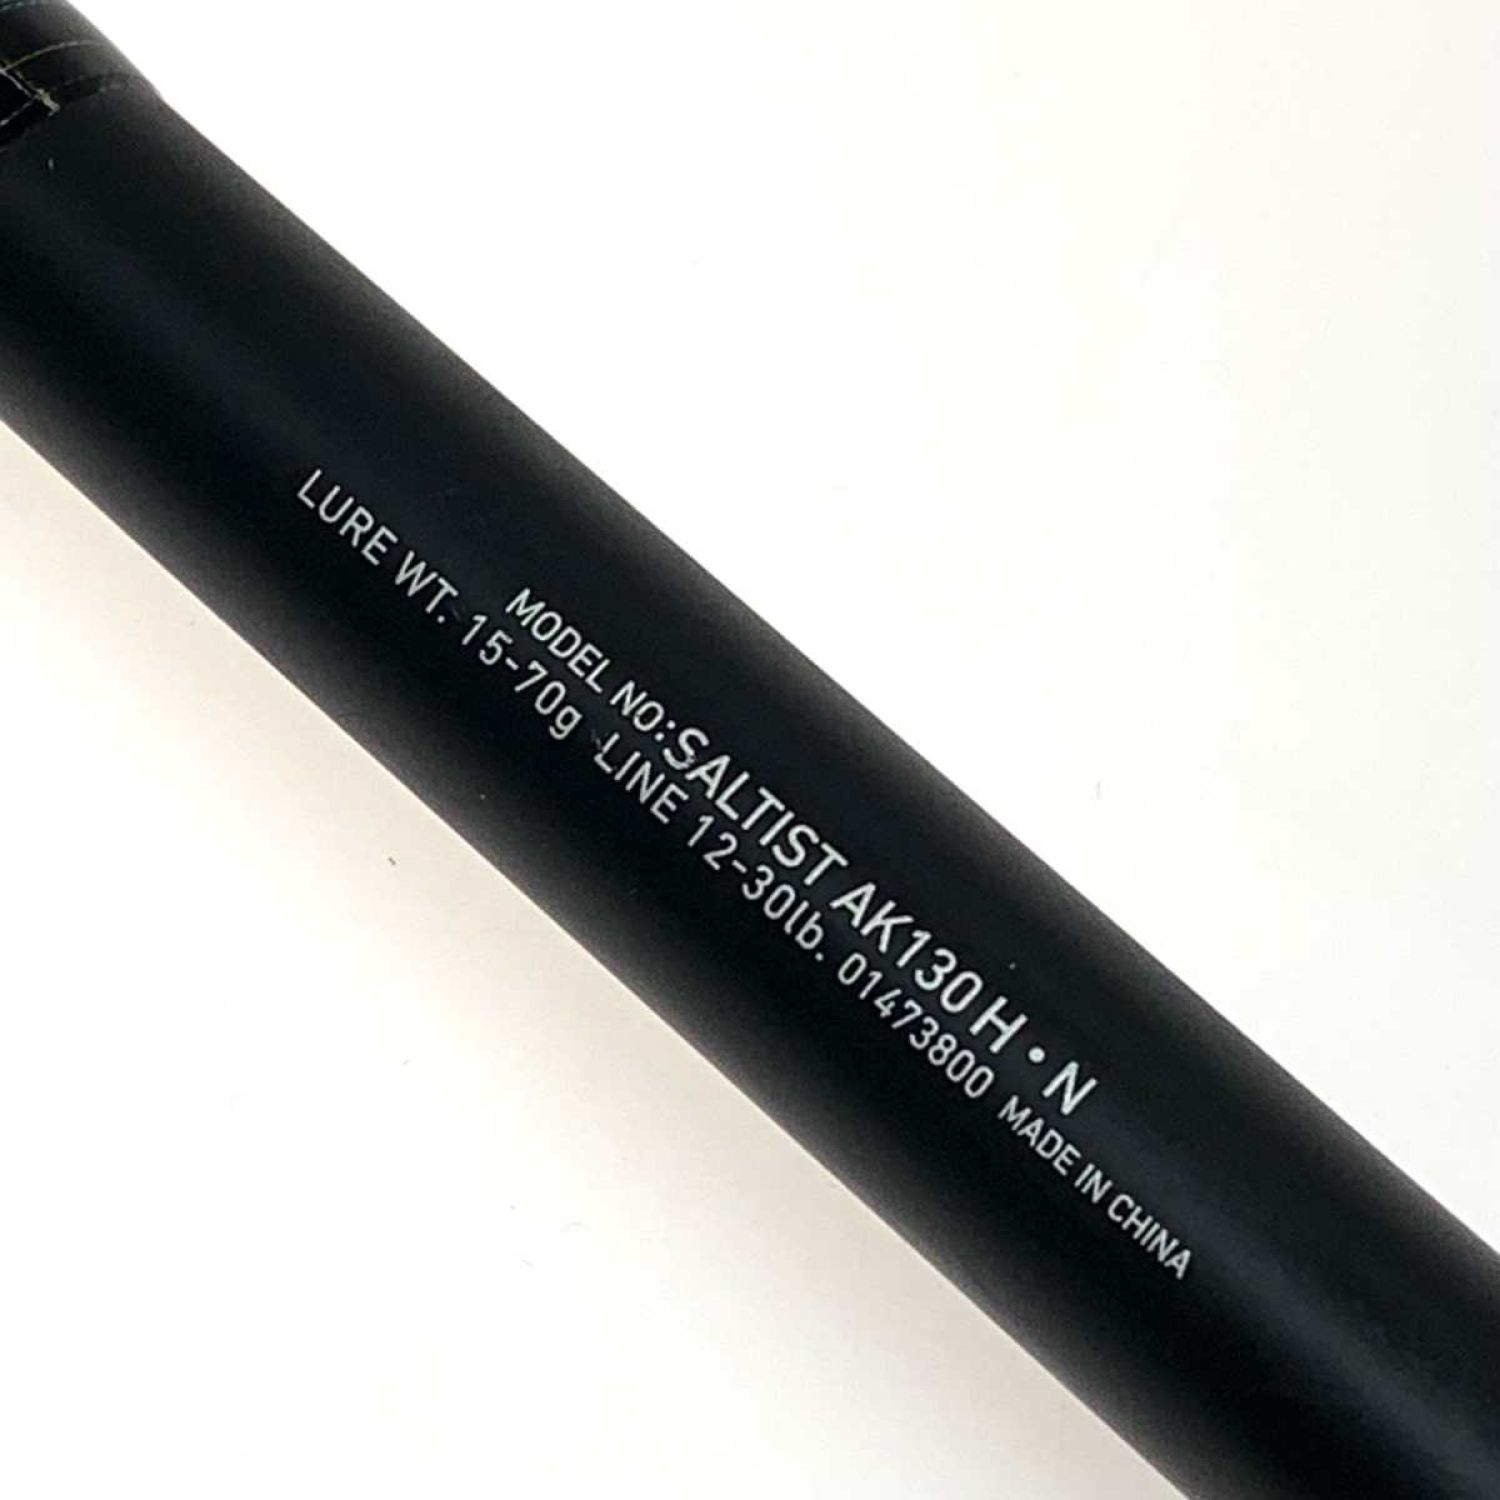 MODEL NO:SALTIST AK130H・N
LURE WT. 15-70g LINE 12-30lb. 01473800 MADE IN CHINA